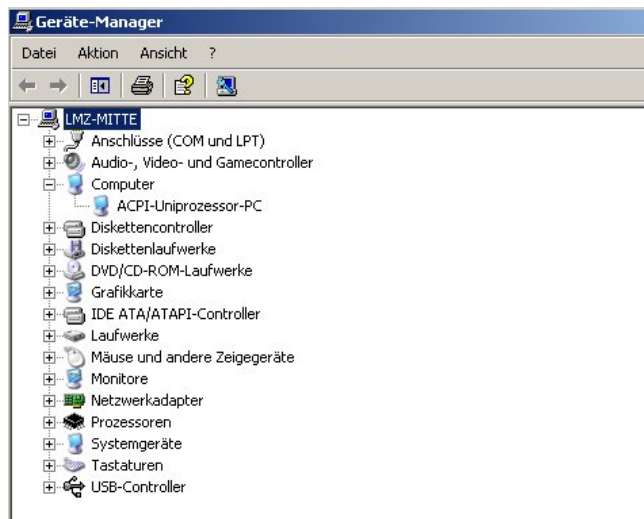 Geräte-Manager
Datei Aktion Ansicht ?
LMZ-MITTE
Anschlüsse (COM und LPT)
Audio-, Video- und Gamecontroller
Computer
ACPI-Uniprozessor-PC
Diskettencontroller
Diskettenlaufwerke
DVD/CD-ROM-Laufwerke
Grafikkarte
IDE ATA/ATAPI-Controller
Laufwerke
Mäuse und andere Zeigegeräte
Monitore
Netzwerkadapter
Prozessoren
Systemgeräte
Tastaturen
USB-Controller